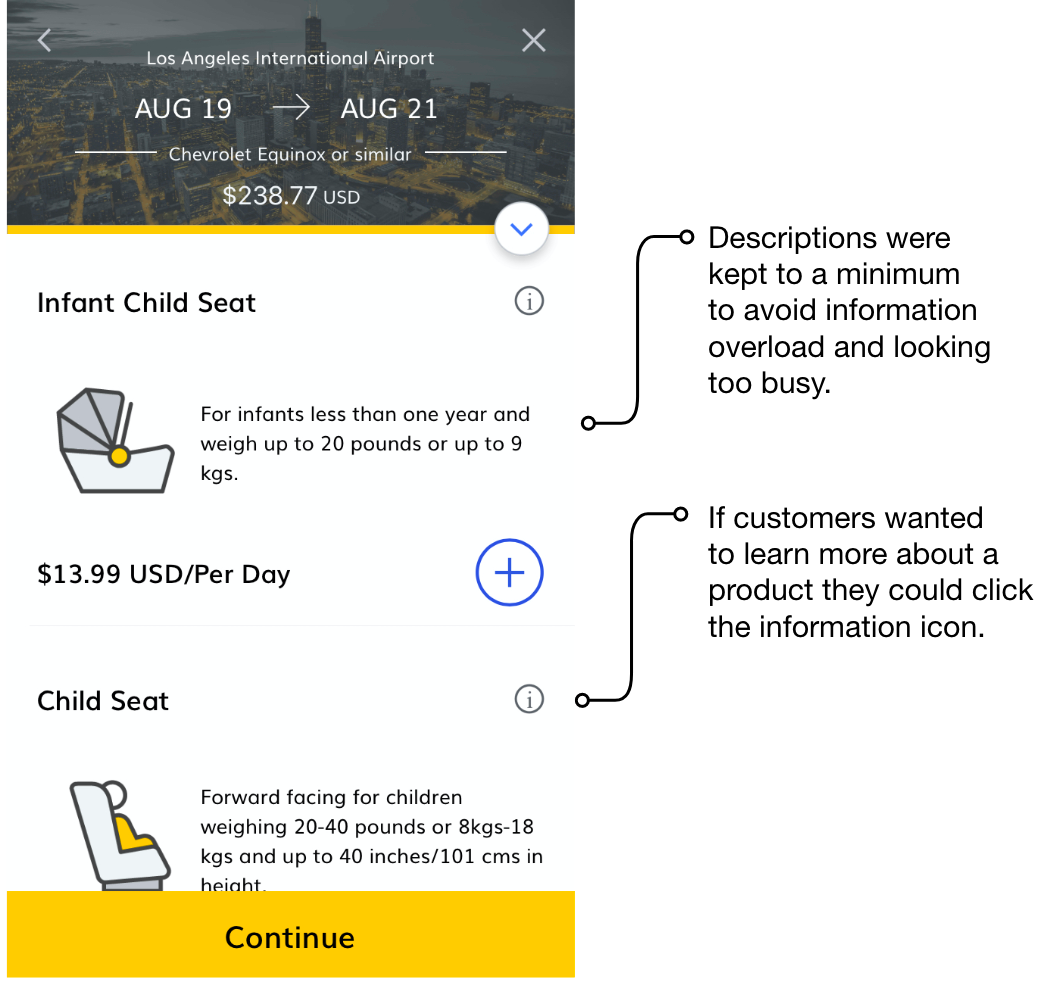 Los Angeles International Airport
AUG 19 → AUG 21
Chevrolet Equinox or similar
$238.77 USD
Infant Child Seat
i
For infants less than one year and
weigh up to 20 pounds or up to 9
kgs.
$13.99 USD/Per Day
Child Seat
i
Forward facing for children
weighing 20-40 pounds or 8kgs-18
kgs and up to 40 inches/101 cms in
height.
Continue
Descriptions were
kept to a minimum
to avoid information
overload and looking
too busy.
If customers wanted
to learn more about a
product they could click
the information icon.